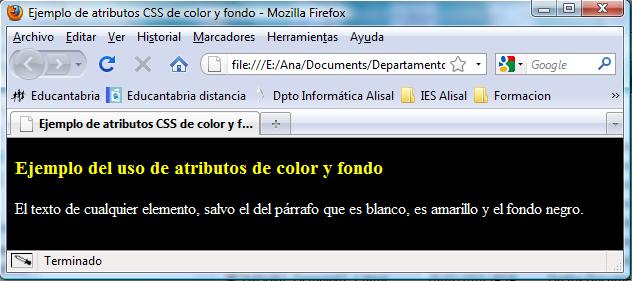 Ejemplo de atributos CSS de color y fondo - Mozilla Firefox
Archivo Editar Ver Historial Marcadores Herramientas Ayuda
file:///E:/Ana/Documents/Departamento Google
Educantabria Educantabria distancia Dpto Informática Alisal IES Alisal Formacion »
Ejemplo de atributos CSS de color y f...
Ejemplo del uso de atributos de color y fondo
El texto de cualquier elemento, salvo el del párrafo que es blanco, es amarillo y el fondo negro.
Terminado